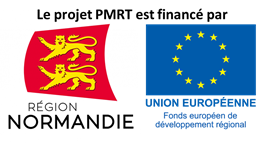 Le projet PMRT est financé par
RÉGION
NORMANDIE
UNION EUROPÉENNE
Fonds européen de
développement régional